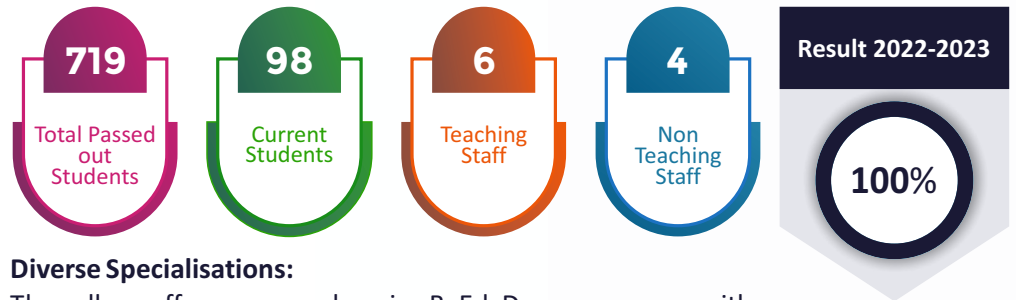 719
Total Passed
out
Students
98
Current
Students
6
Teaching
Staff
4
Non
Teaching
Staff
Result 2022-2023
100%
Diverse Specialisations: